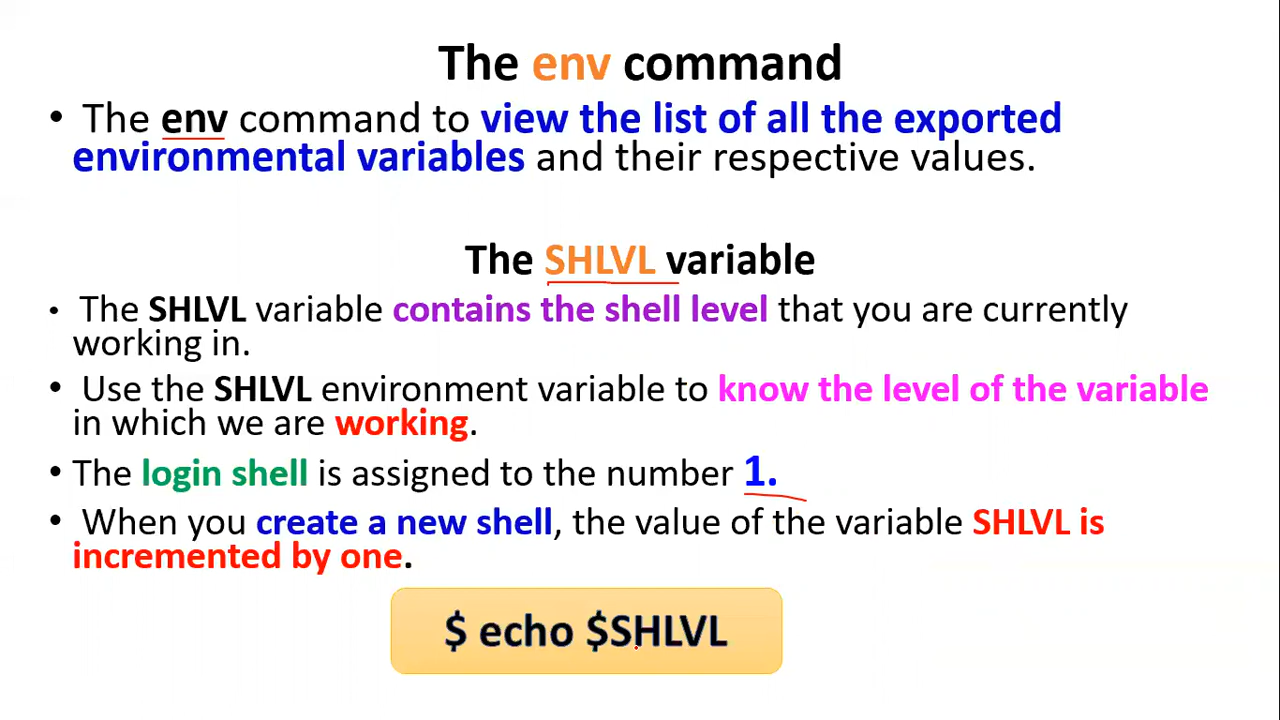 The env command
• The env command to view the list of all the exported
environmental variables and their respective values.
The SHLVL variable
• The SHLVL variable contains the shell level that you are currently
working in.
• Use the SHLVL environment variable to know the level of the variable
in which we are working.
• The login shell is assigned to the number 1.
• When you create a new shell, the value of the variable SHLVL is
incremented by one.
$ echo $SHLVL